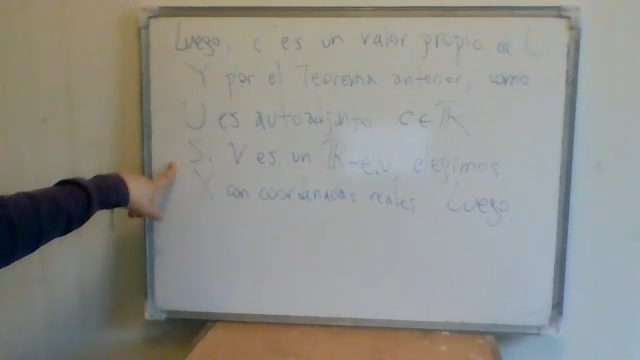 Luego, c es un valor propio de U.
Y por el Teorema anterior, como
U es autoadjunto c ∈ ℝ
Si V es un ℝ-e.v, elegimos
X con coordenadas reales Luego